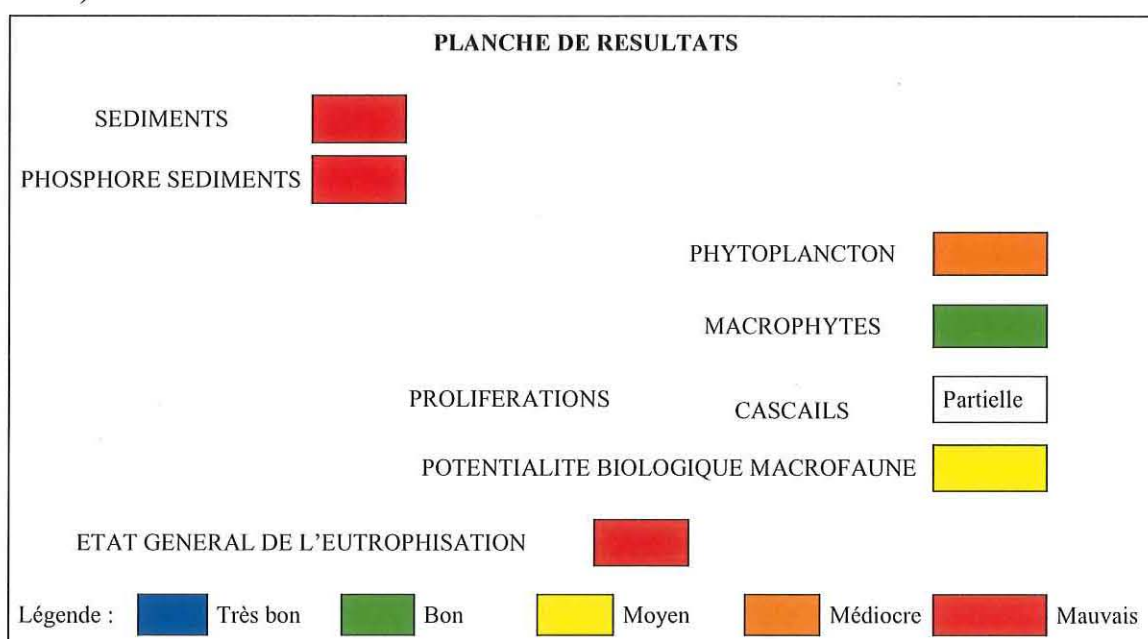 PLANCHE DE RESULTATS
SEDIMENTS
PHOSPHORE SEDIMENTS
PHYTOPLANCTON
MACROPHYTES
PROLIFERATIONS CASCAILS Partielle
POTENTIALITE BIOLOGIQUE MACROFAUNE
ETAT GENERAL DE L'EUTROPHISATION
Légende : Très bon Bon Moyen Médiocre Mauvais